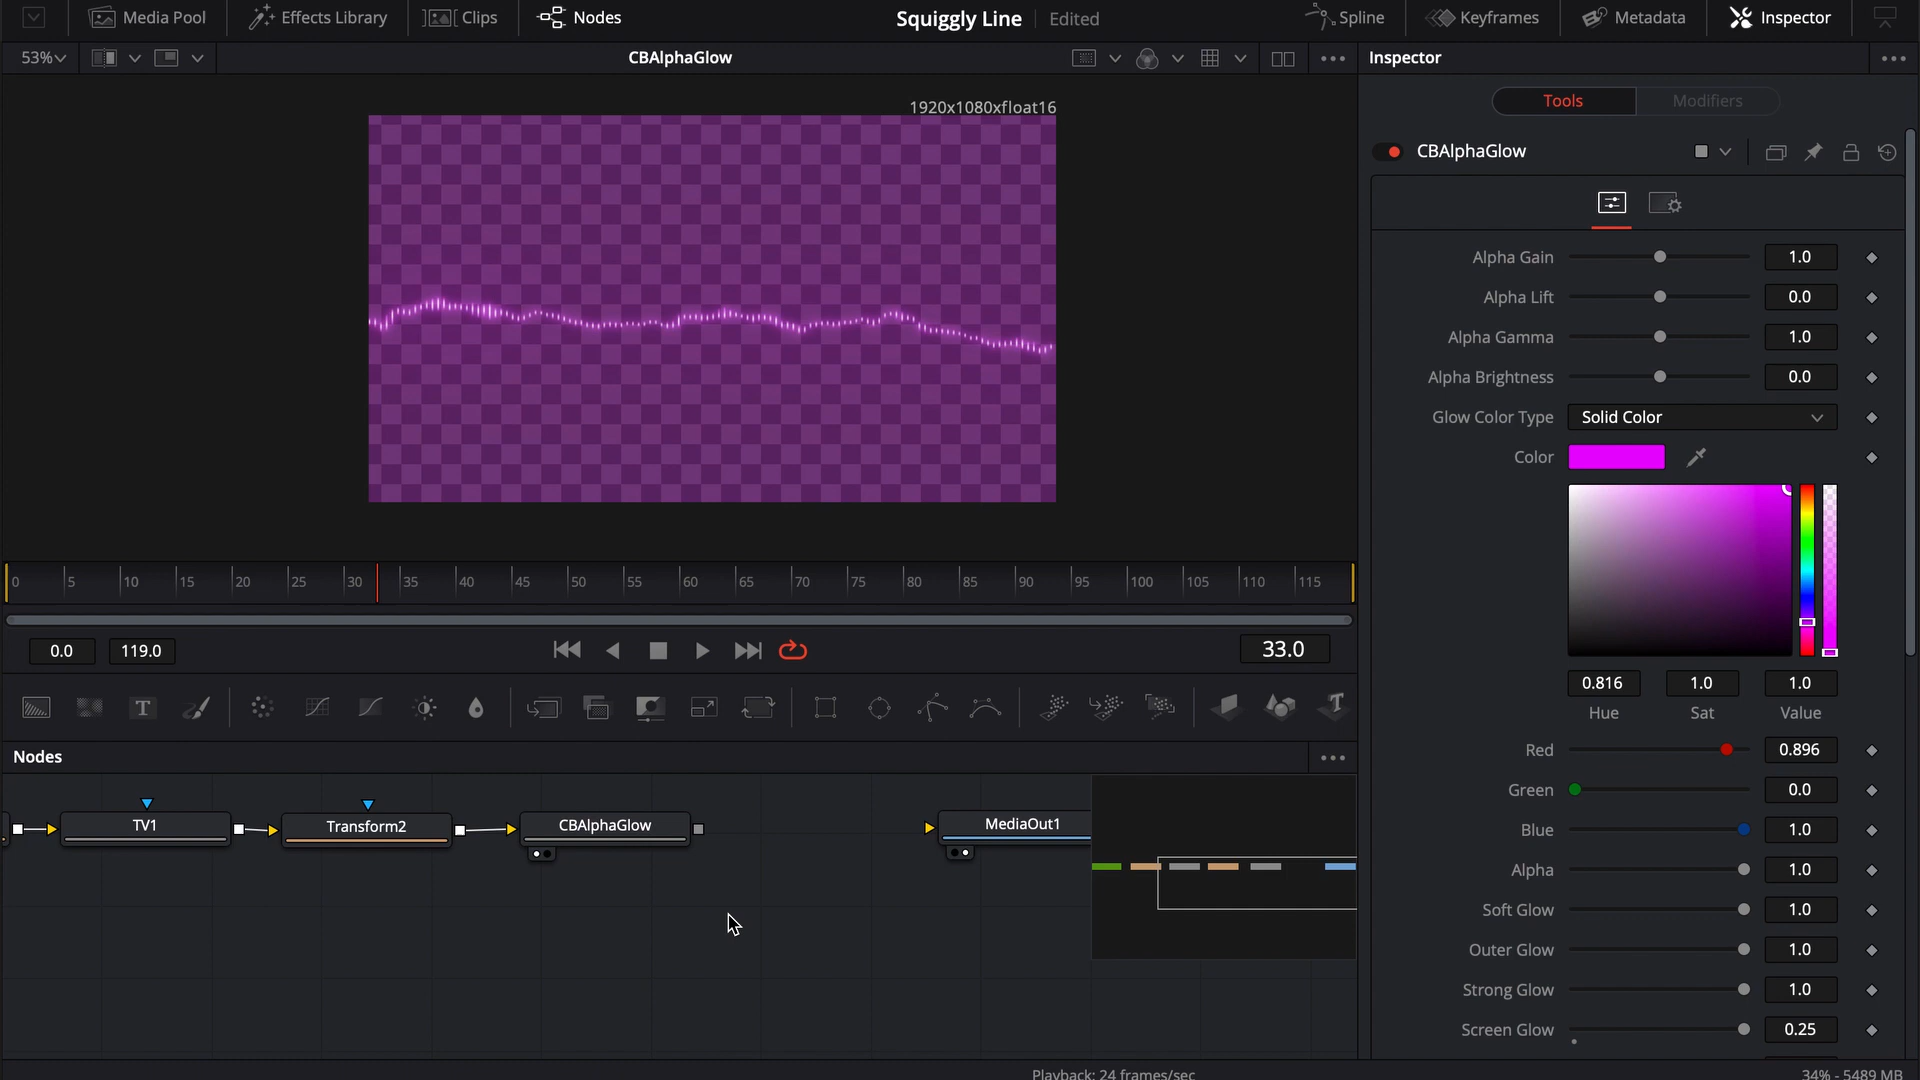 Media Pool
Effects Library
Clips
Nodes
Squiggly Line
Edited
Spline
Keyframes
Metadata
Inspector
53%
CBAlphaGlow
Inspector
1920x1080xfloat16
Tools
Modifiers
CBAlphaGlow
Alpha Gain 1.0
Alpha Lift 0.0
Alpha Gamma 1.0
Alpha Brightness 0.0
Glow Color Type Solid Color
Color
0 5 10 15 20 25 30 35 40 45 50 55 60 65 70 75 80 85 90 95 100 105 110 115
0.0 119.0 33.0
0.816 1.0 1.0
Hue Sat Value
Red 0.896
Green 0.0
Blue 1.0
Alpha 1.0
Soft Glow 1.0
Outer Glow 1.0
Strong Glow 1.0
Screen Glow 0.25
T
T
Nodes
TV1
Transform2
CBAlphaGlow
MediaOut1
Playback: 24 frames/sec
34% - 5489 MB